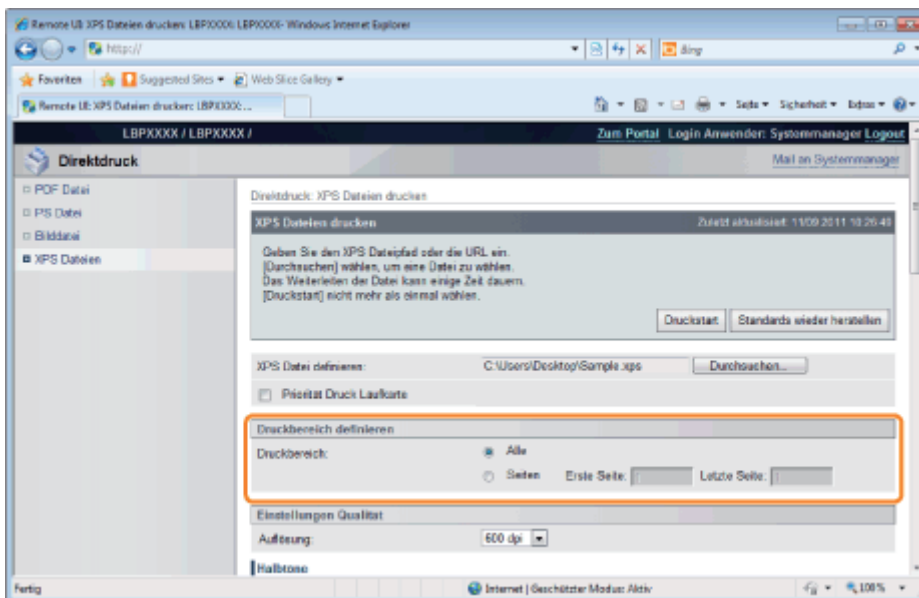 Remote UI: XPS Dateien drucken: LBPXXXX: LBPXXXX- Windows Internet Explorer
http://
Bing
Favoriten Suggested Sites Web Slice Gallery
Remote UI: XPS Dateien drucken: LBPXXXX: ...
Seite Sicherheit Extras
LBPXXXX / LBPXXXX /
Zum Portal Login Anwender: Systemmanager Logout
Direktdruck
Mail an Systemmanager
PDF Datei
PS Datei
Bilddatei
XPS Dateien
Direktdruck: XPS Dateien drucken
XPS Dateien drucken
Zuletzt aktualisiert: 11/09 2011 10:26:40
Geben Sie den XPS Dateipfad oder die URL ein.
[Durchsuchen] wählen, um eine Datei zu wählen.
Das Weiterleiten der Datei kann einige Zeit dauern.
[Druckstart] nicht mehr als einmal wählen.
Druckstart Standards wieder herstellen
XPS Datei definieren: C:\Users\Desktop\Sample.xps Durchsuchen...
Priorität Druck Laufkarte
Druckbereich definieren
Druckbereich: Alle
Seiten Erste Seite: Letzte Seite:
Einstellungen Qualität
Auflösung: 600 dpi
Halbtöne
Fertig
Internet | Geschützter Modus: Aktiv
100%